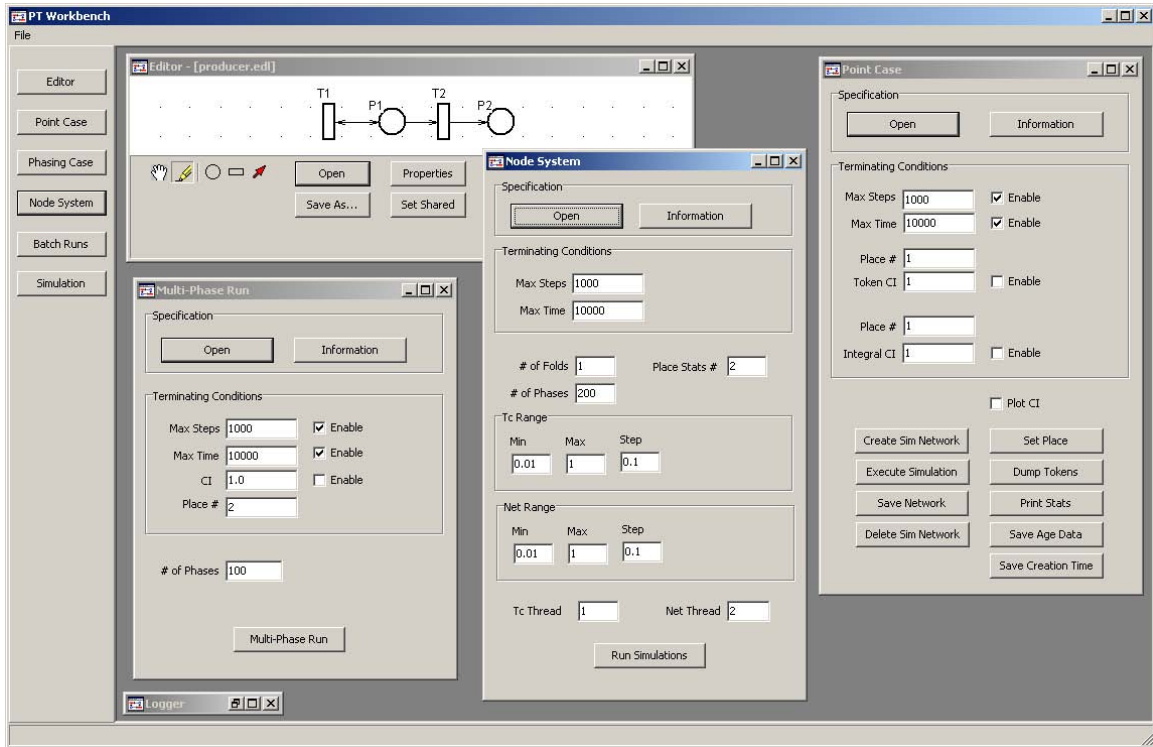 PT Workbench
File
Editor
Point Case
Phasing Case
Node System
Batch Runs
Simulation
Editor - [producer.edl]
T1
P1
T2
P2
Open
Properties
Save As...
Set Shared
Multi-Phase Run
Specification
Open
Information
Terminating Conditions
Max Steps 1000 Enable
Max Time 10000 Enable
CI 1.0 Enable
Place # 2
# of Phases 100
Multi-Phase Run
Logger
Node System
Specification
Open
Information
Terminating Conditions
Max Steps 1000
Max Time 10000
# of Folds 1 Place Stats # 2
# of Phases 200
Tc Range
Min Max Step
0.01 1 0.1
Net Range
Min Max Step
0.01 1 0.1
Tc Thread 1 Net Thread 2
Run Simulations
Point Case
Specification
Open
Information
Terminating Conditions
Max Steps 1000 Enable
Max Time 10000 Enable
Place # 1
Token CI 1 Enable
Place # 1
Integral CI 1 Enable
Plot CI
Create Sim Network
Set Place
Execute Simulation
Dump Tokens
Save Network
Print Stats
Delete Sim Network
Save Age Data
Save Creation Time